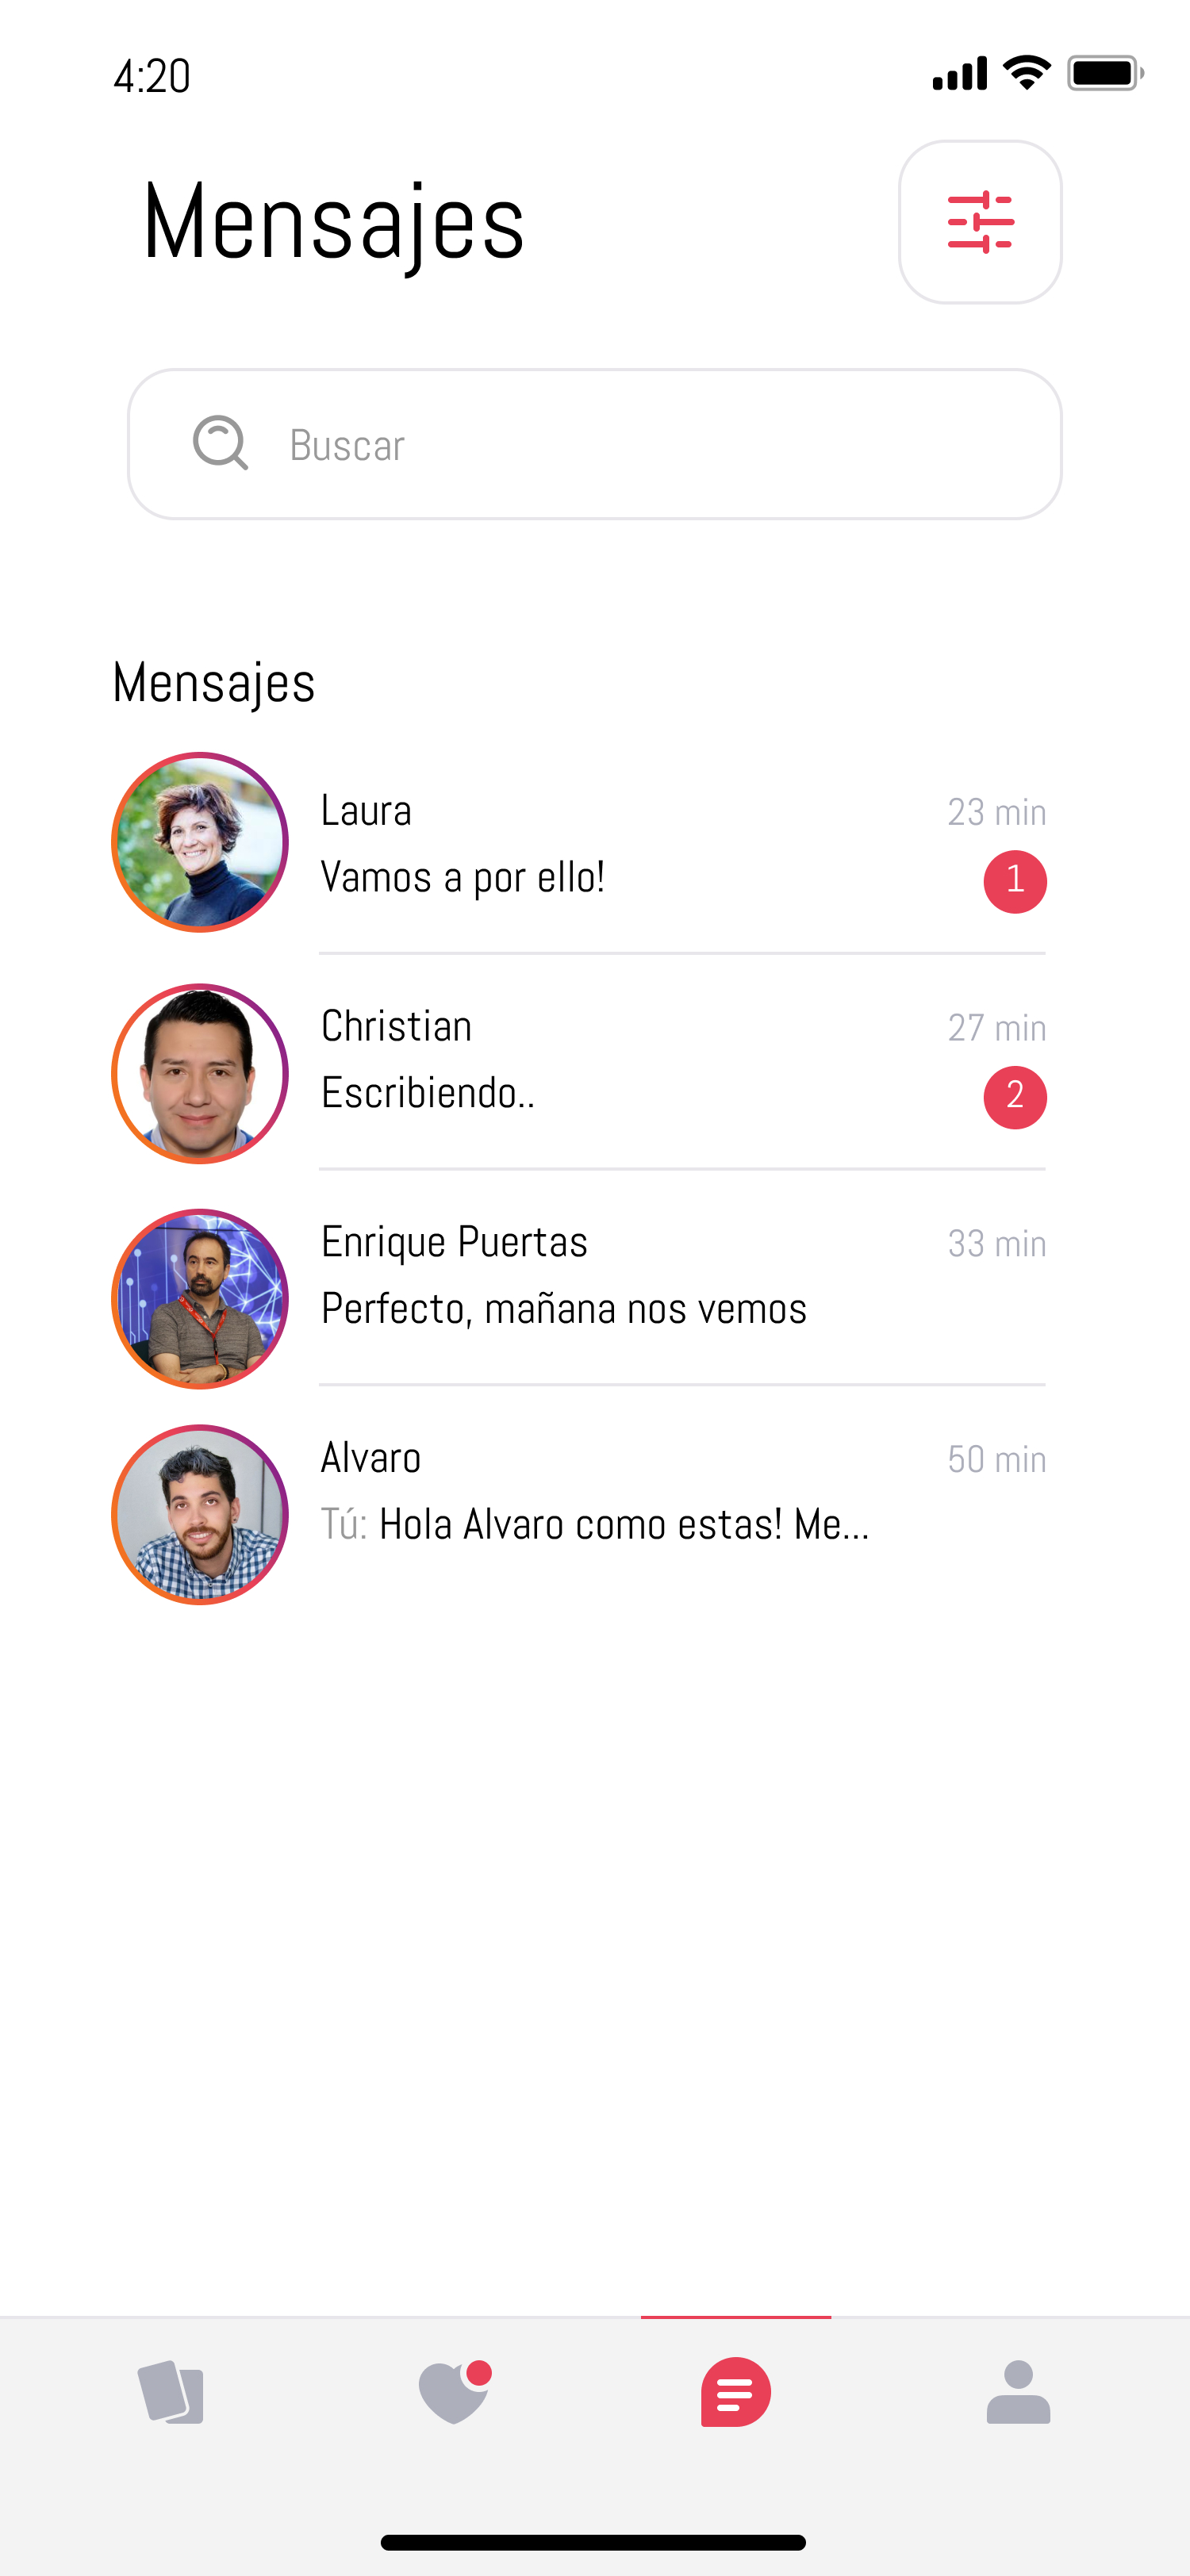 4:20
Mensajes
Buscar
Mensajes
Laura
23 min
Vamos a por ello!
1
Christian
27 min
Escribiendo..
2
Enrique Puertas
33 min
Perfecto, mañana nos vemos
Alvaro
50 min
Tú: Hola Alvaro como estas! Me...